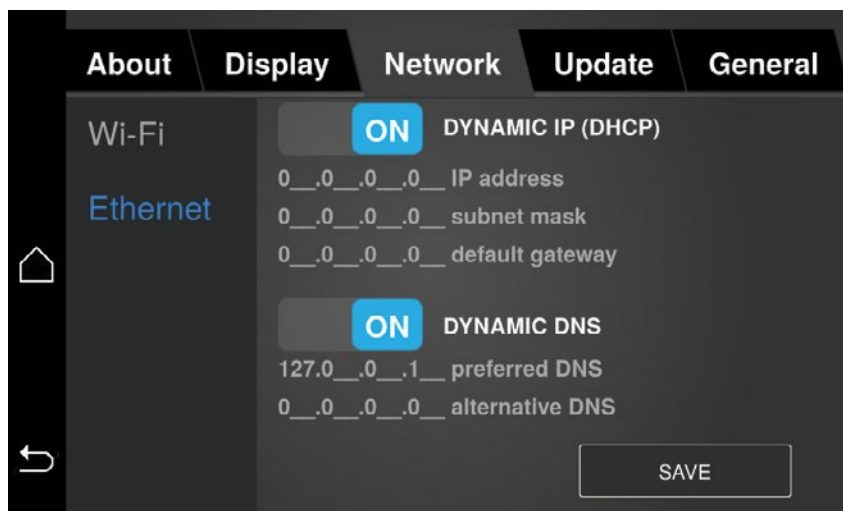 About Display Network Update General
Wi-Fi
Ethernet
ON DYNAMIC IP (DHCP)
0__.0__.0__.0__ IP address
0__.0__.0__.0__ subnet mask
0__.0__.0__.0__ default gateway
ON DYNAMIC DNS
127.0__.0__.1__ preferred DNS
0__.0__.0__.0__ alternative DNS
SAVE